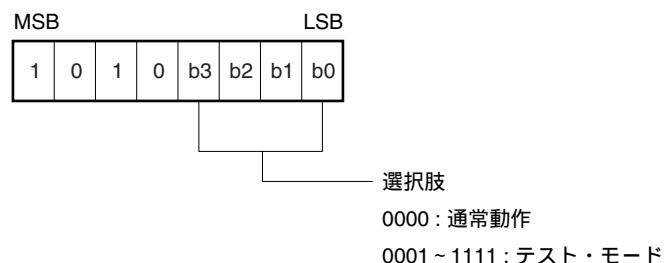 MSB LSB
1 0 1 0 b3 b2 b1 b0
選択肢
0000 : 通常動作
0001 ~ 1111 : テスト・モード